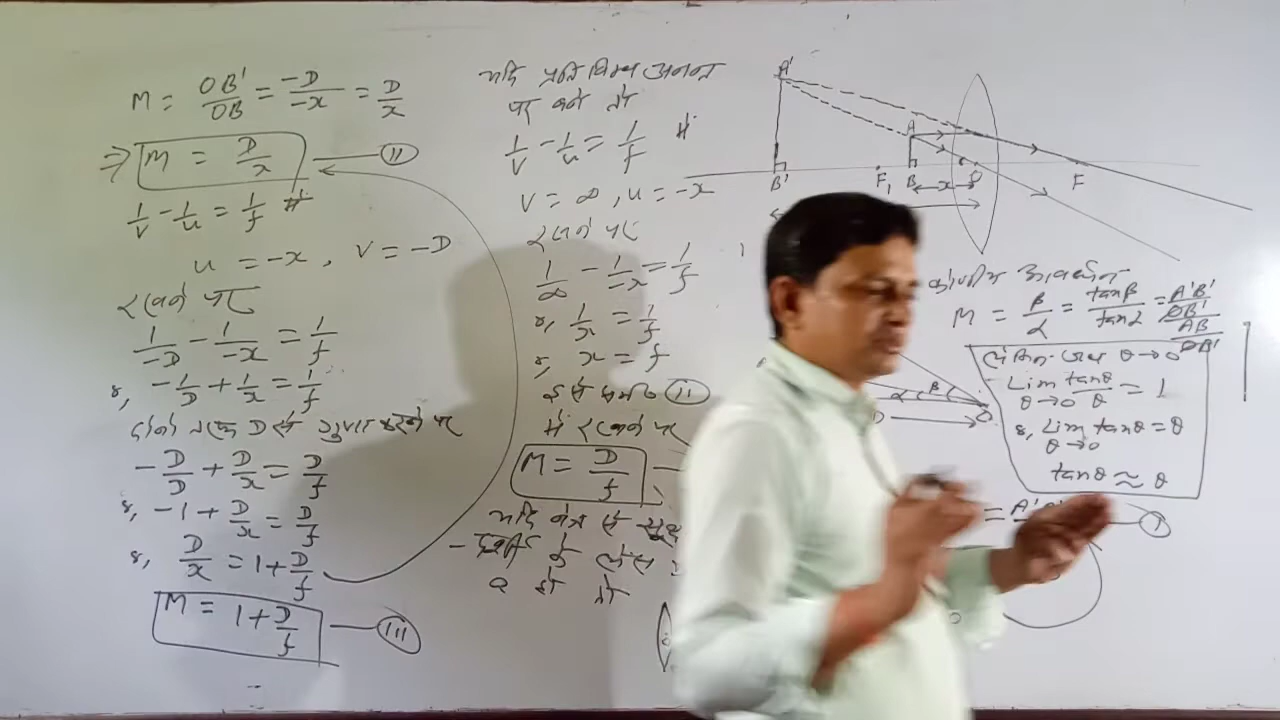 M = OB'/OB = -D/-x = D/x
⇒ M = D/x — (II)
1/v - 1/u = 1/f में
u = -x, v = -D
रखने पर
1/-D - 1/-x = 1/f
या, -1/D + 1/x = 1/f
दोनों तरफ D से गुणा करने पर
-D/D + D/x = D/f
या, -1 + D/x = D/f
या, D/x = 1 + D/f
M = 1 + D/f — (III)
यदि प्रतिबिम्ब अनन्त
पर बने तो
1/v - 1/u = 1/f में
v = ∞, u = -x
रखने पर
1/∞ - 1/-x = 1/f
या, 1/x = 1/f
या, x = f
इसे समी० (II)
में रखने पर
M = D/f
यदि से
दूरी
हो तो
A'
A
B' F₁ B O F
x
कोणीय आवर्धन
M = β/α = tanβ/tanα = A'B'/OB' / AB/OB'
θ→0
Lim θ→0 tanθ/θ = 1
या, Lim θ→0 tanθ = θ
tanθ ≈ θ
α β
D
= — (I)